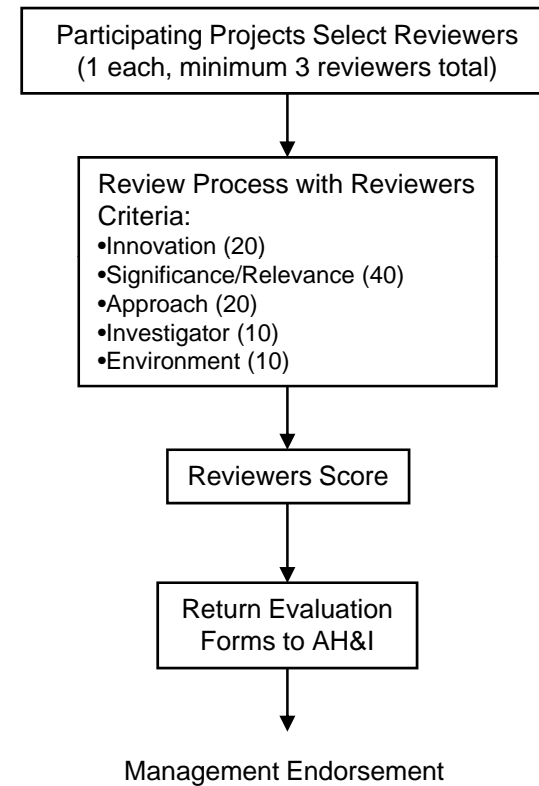 Participating Projects Select Reviewers
(1 each, minimum 3 reviewers total)
Review Process with Reviewers
Criteria:
•Innovation (20)
•Significance/Relevance (40)
•Approach (20)
•Investigator (10)
•Environment (10)
Reviewers Score
Return Evaluation
Forms to AH&I
Management Endorsement